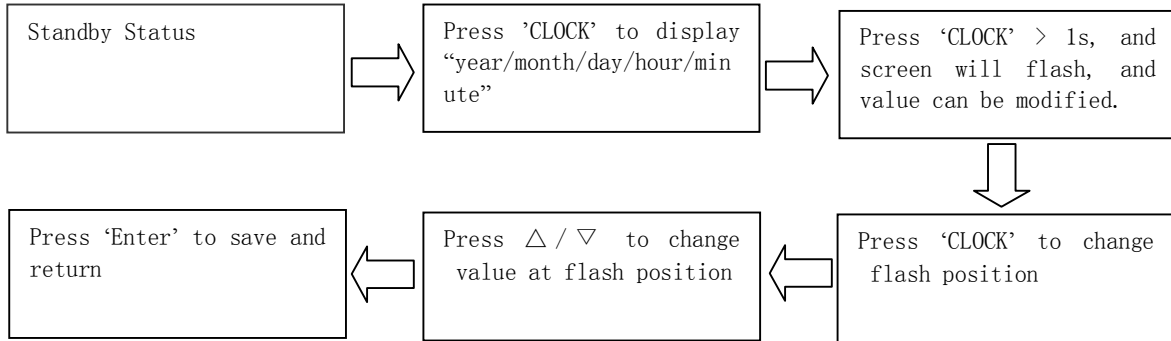 Standby Status
Press 'CLOCK' to display
“year/month/day/hour/min
ute”
Press ‘CLOCK’ > 1s, and
screen will flash, and
value can be modified.
Press ‘CLOCK’ to change
flash position
Press △/▽ to change
value at flash position
Press ‘Enter’ to save and
return